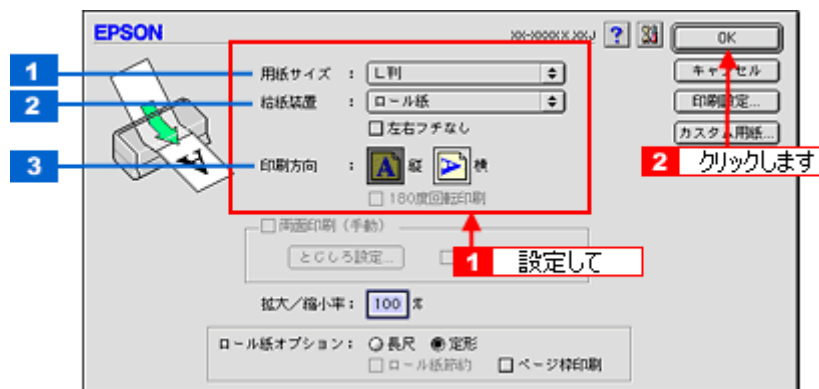 EPSON
XX-XXXX X.XXJ
?
OK
1
用紙サイズ : L判
キャンセル
2
給紙装置 : ロール紙
印刷設定...
左右フチなし
カスタム用紙...
3
印刷方向 : A 縦 A 横
2 クリックします
180度回転印刷
A
両面印刷(手動)
とじしろ設定...
1 設定して
拡大/縮小率: 100 %
ロール紙オプション: 長尺 定形
ロール紙節約 ページ枠印刷